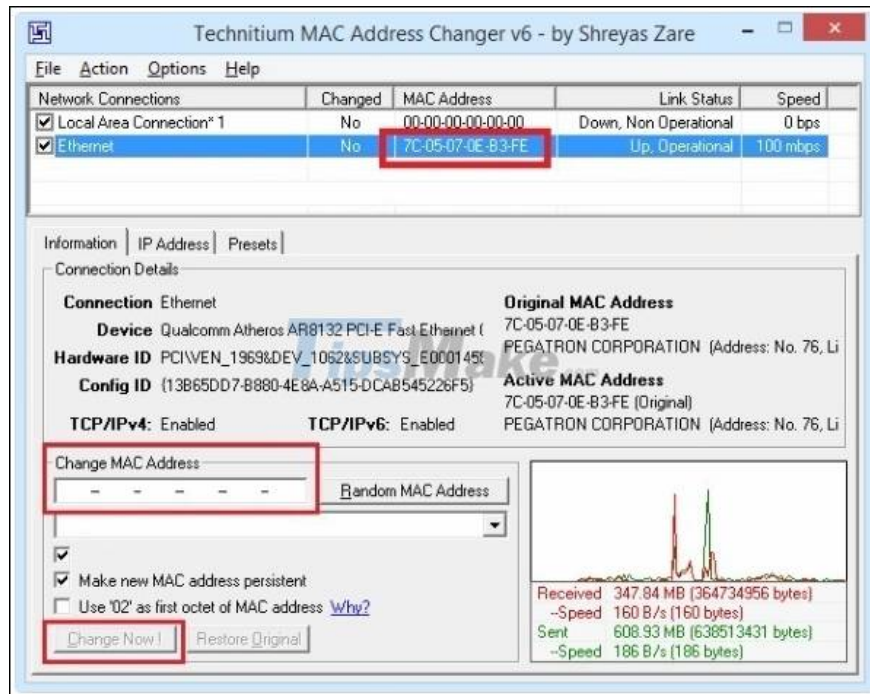 Technitium MAC Address Changer v6 - by Shreyas Zare
File Action Options Help
Network Connections Changed MAC Address Link Status Speed
Local Area Connection* 1 No 00-00-00-00-00-00 Down, Non Operational 0 bps
Ethernet No 7C-05-07-0E-B3-FE Up, Operational 100 mbps
Information IP Address Presets
Connection Details
Connection Ethernet
Device Qualcomm Atheros AR8132 PCI-E Fast Ethernet (
Hardware ID PCI\VEN_1969&DEV_1062&SUBSYS_E000145
Config ID {13B65DD7-B880-4E8A-A515-DCAB545226F5}
TCP/IPv4: Enabled TCP/IPv6: Enabled
Original MAC Address
7C-05-07-0E-B3-FE
PEGATRON CORPORATION (Address: No. 76, Li
Active MAC Address
7C-05-07-0E-B3-FE (Original)
PEGATRON CORPORATION (Address: No. 76, Li
TipsMake
Change MAC Address
- - - - -
Random MAC Address
Make new MAC address persistent
Use '02' as first octet of MAC address Why?
Change Now ! Restore Original
Received 347.84 MB (364734956 bytes)
--Speed 160 B/s (160 bytes)
Sent 608.93 MB (638513431 bytes)
--Speed 186 B/s (186 bytes)